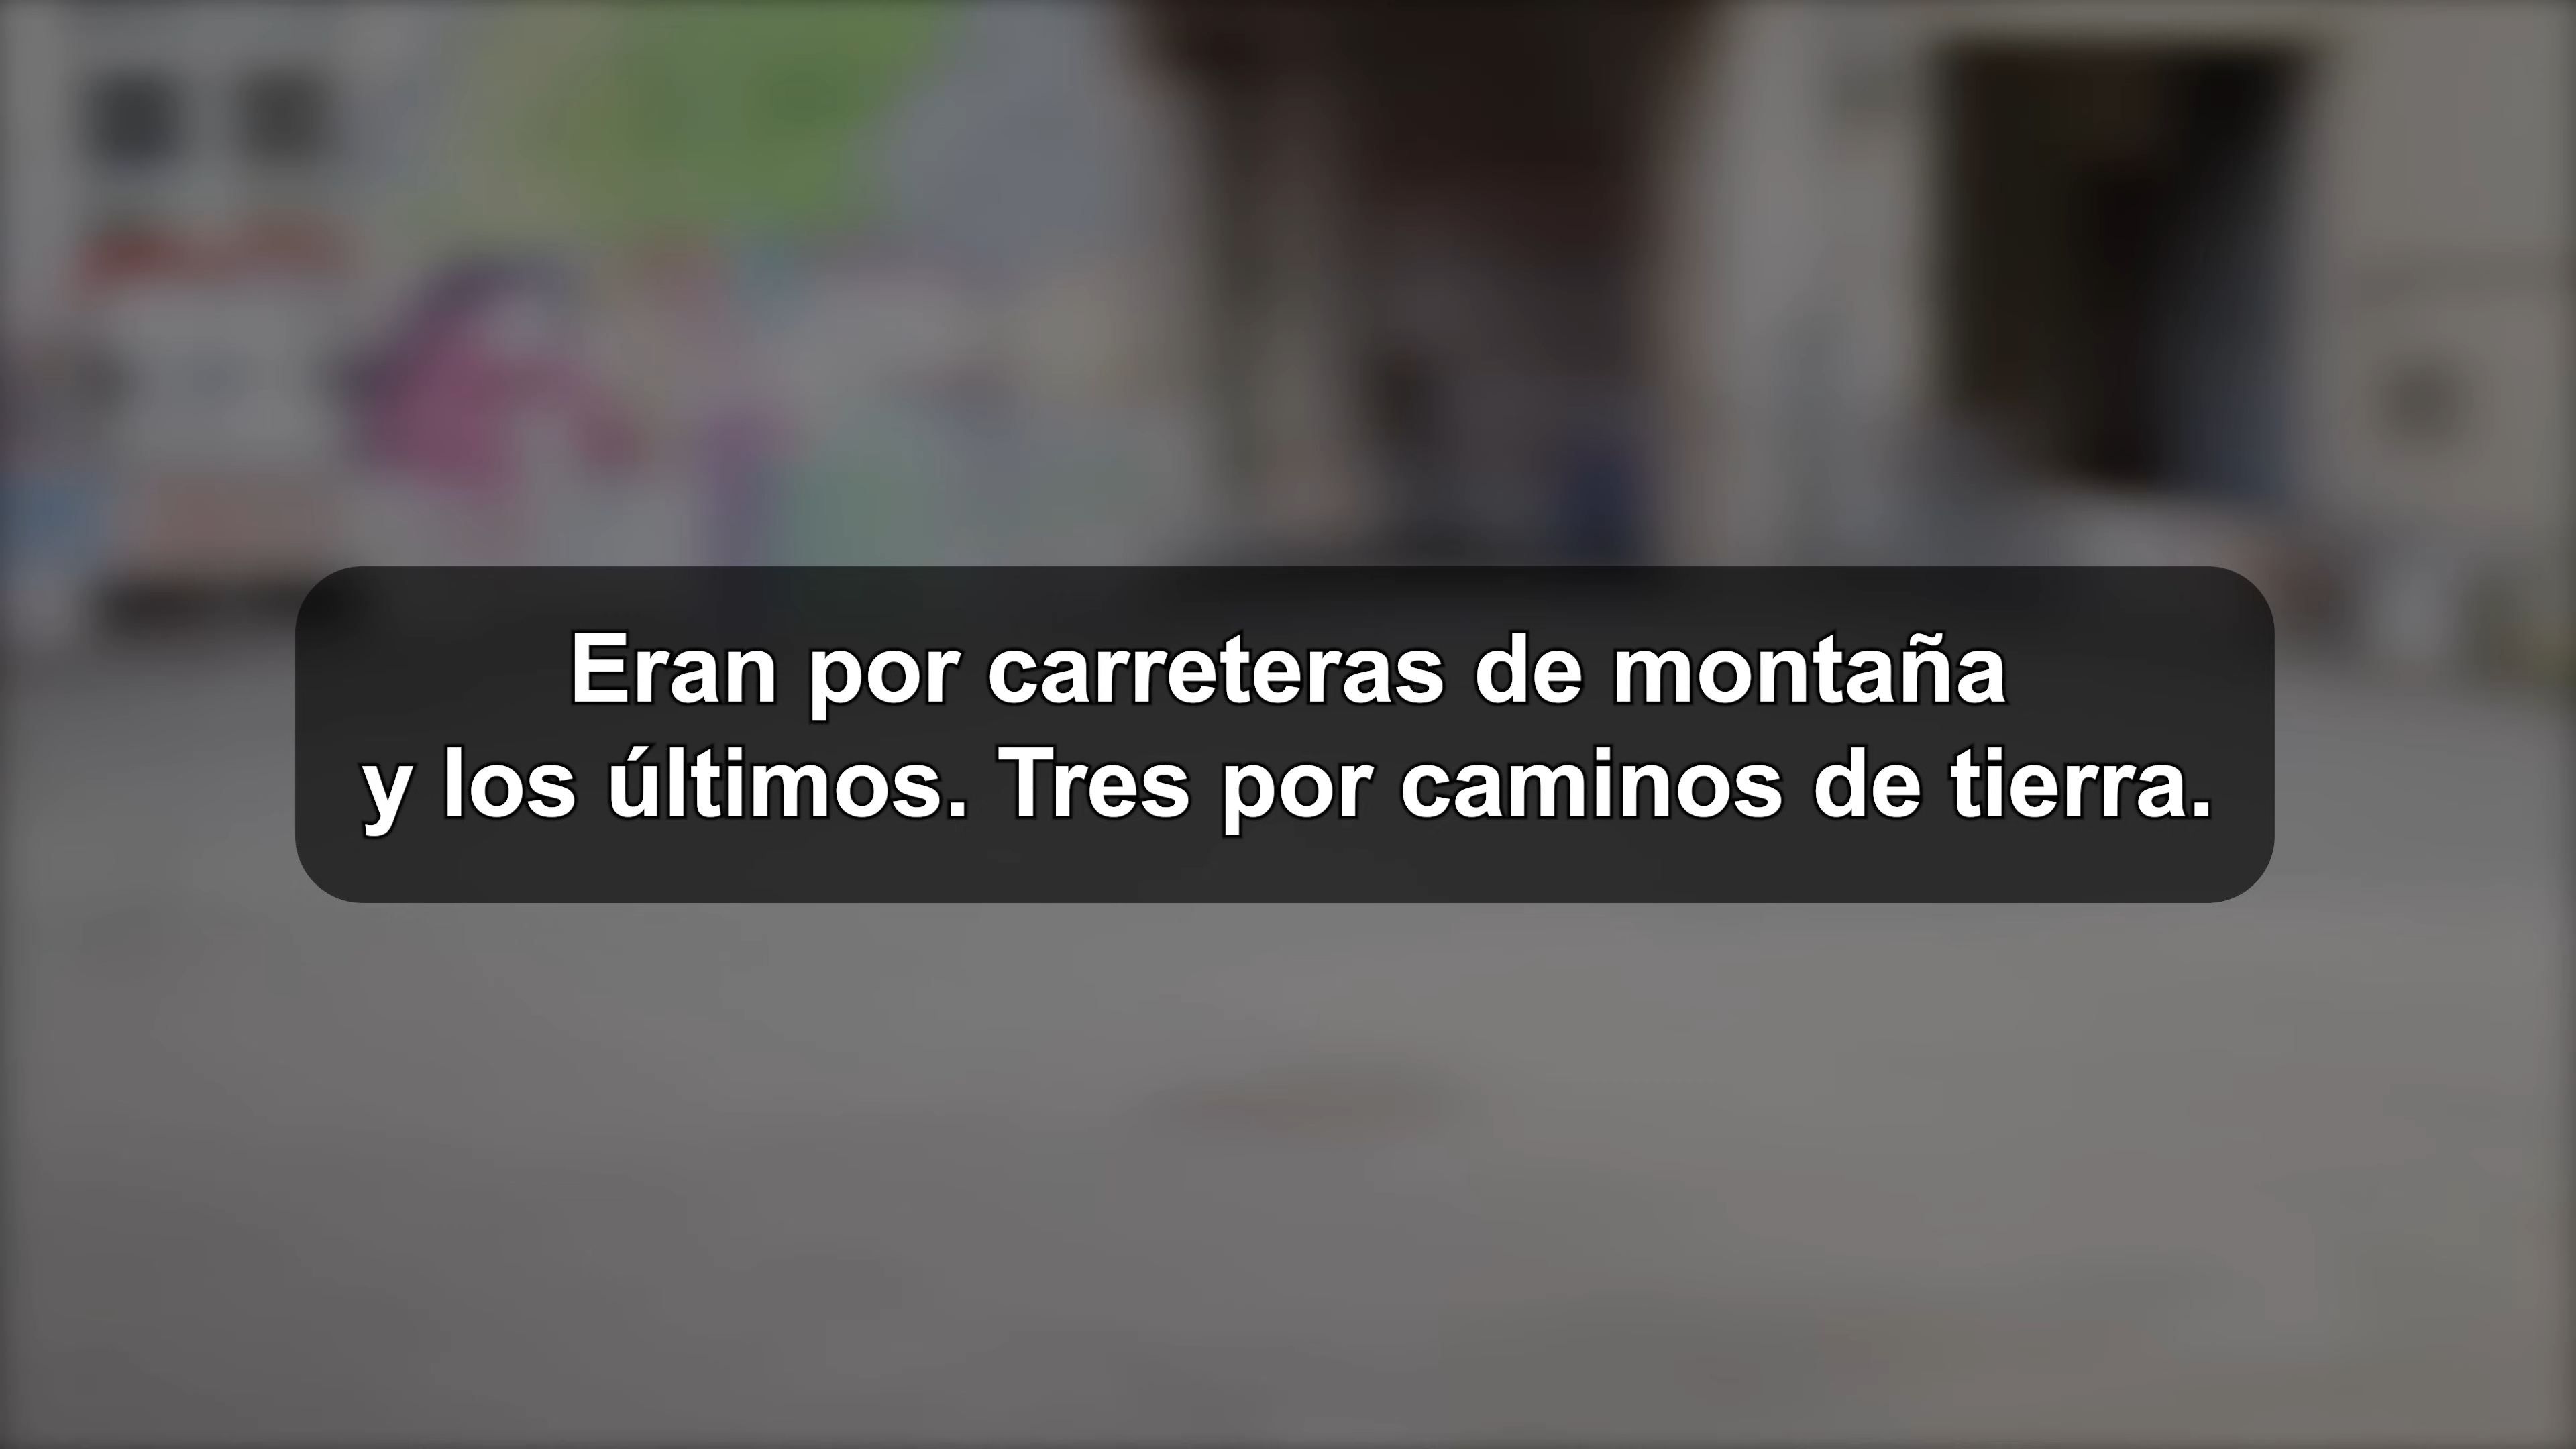 Eran por carreteras de montaña
y los últimos. Tres por caminos de tierra.